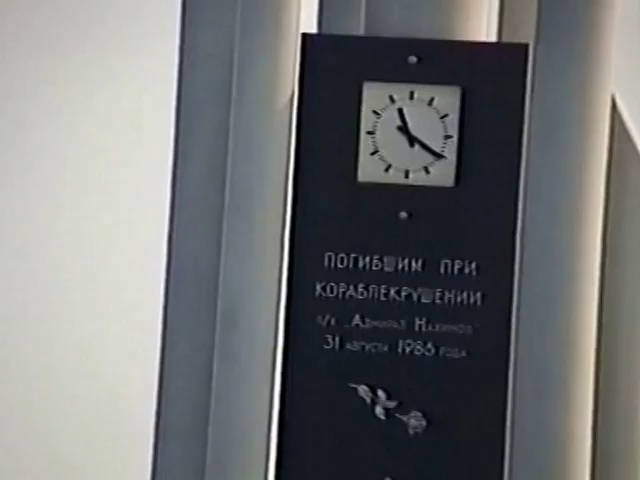 ПОГИБШИМ ПРИ
КОРАБЛЕКРУШЕНИИ
П/Х „Адмирал Нахимов"
31 августа 1986 года